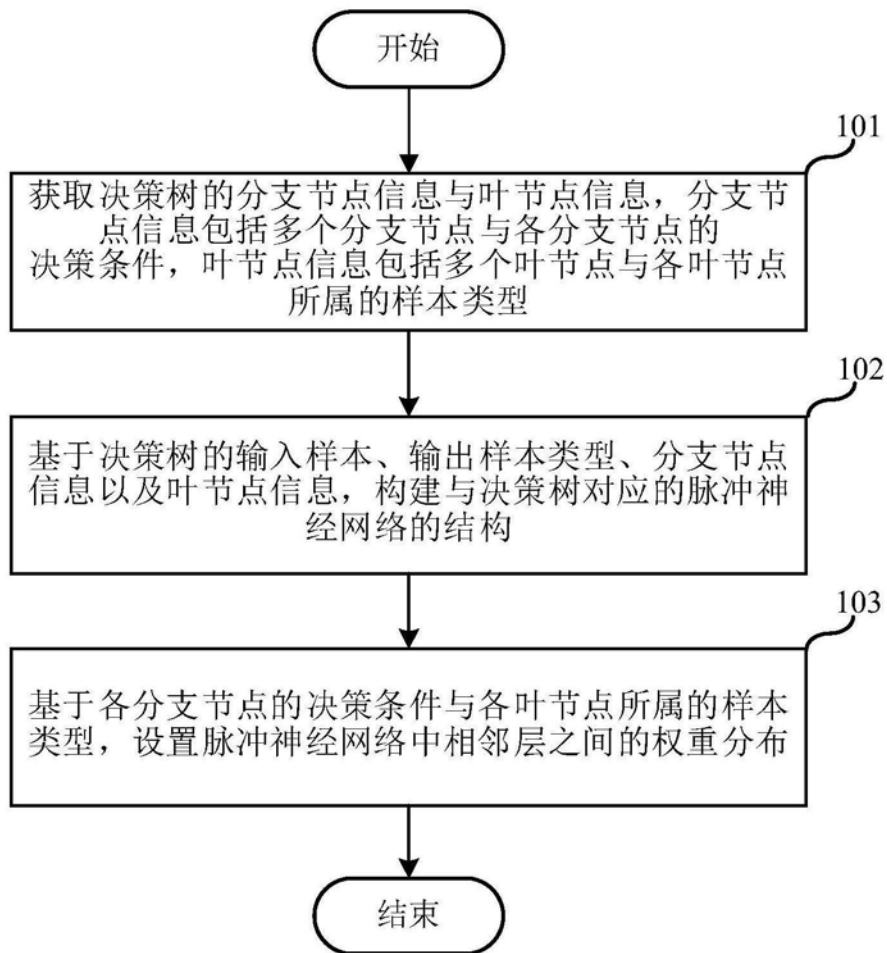 开始
101
获取决策树的分支节点信息与叶节点信息，分支节
点信息包括多个分支节点与各分支节点的
决策条件，叶节点信息包括多个叶节点与各叶节点
所属的样本类型
102
基于决策树的输入样本、输出样本类型、分支节点
信息以及叶节点信息，构建与决策树对应的脉冲神
经网络的结构
103
基于各分支节点的决策条件与各叶节点所属的样本
类型，设置脉冲神经网络中相邻层之间的权重分布
结束